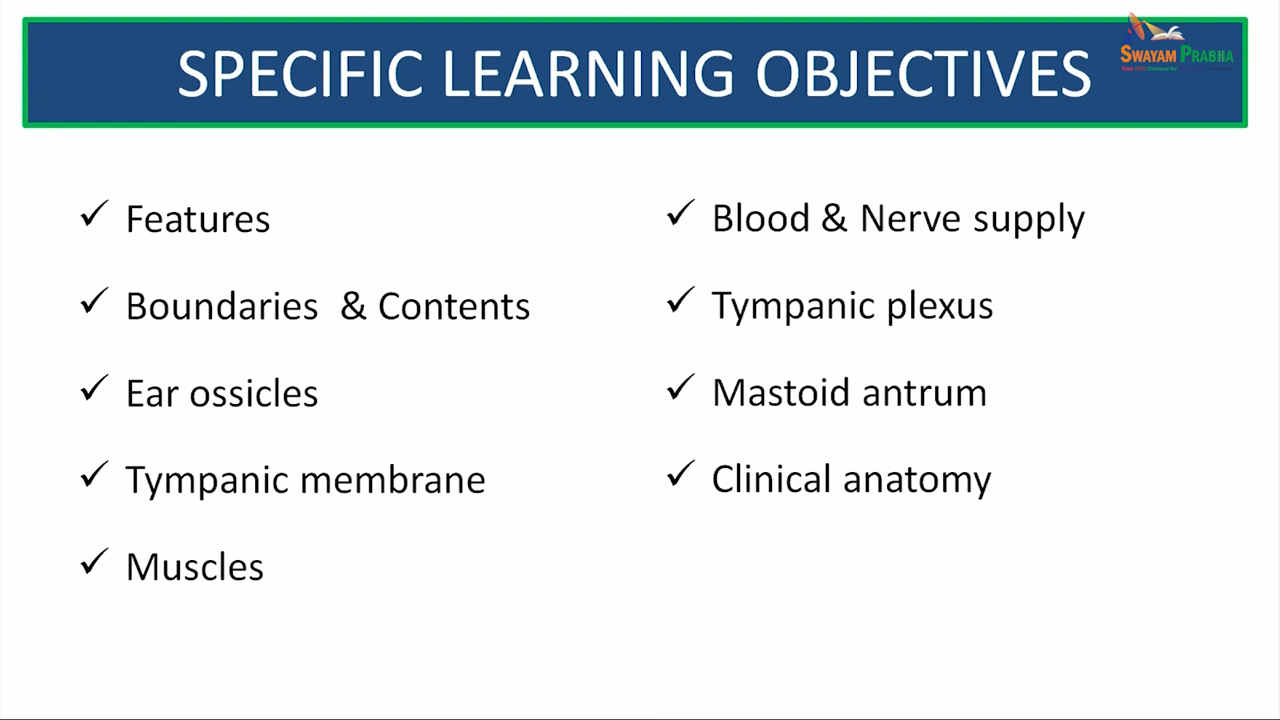 SPECIFIC LEARNING OBJECTIVES
SWAYAM PRABHA
✓ Features
✓ Boundaries & Contents
✓ Ear ossicles
✓ Tympanic membrane
✓ Muscles
✓ Blood & Nerve supply
✓ Tympanic plexus
✓ Mastoid antrum
✓ Clinical anatomy